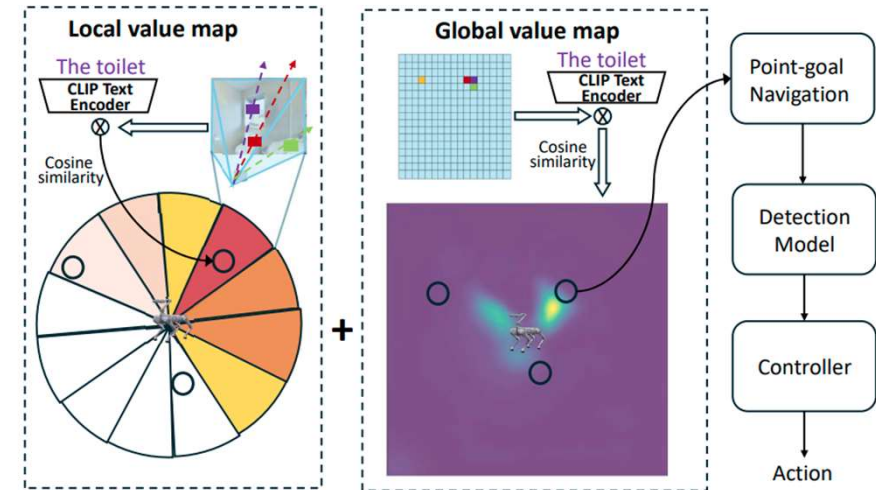 Local value map
The toilet
CLIP Text
Encoder
Cosine
similarity
+
Global value map
The toilet
CLIP Text
Encoder
Cosine
similarity
Point-goal
Navigation
Detection
Model
Controller
Action